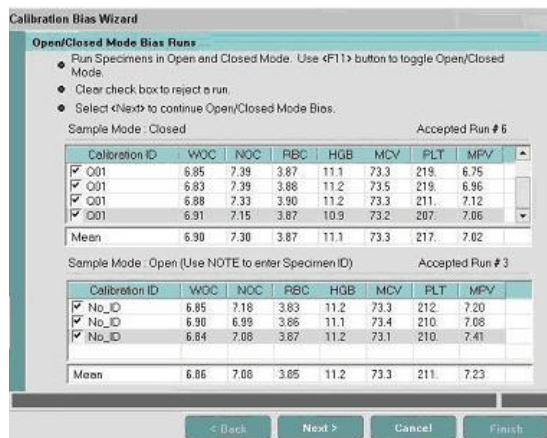 Calibration Bias Wizard
Open/Closed Mode Bias Runs
● Run Specimens in Open and Closed Mode. Use <F11> button to toggle Open/Closed
Mode.
● Clear check box to reject a run.
● Select <Next> to continue Open/Closed Mode Bias.
Sample Mode : Closed Accepted Run # 6
Calibration ID WOC NOC RBC HGB MCV PLT MPV
Q01 6.85 7.39 3.87 11.1 73.3 219. 6.75
Q01 6.83 7.39 3.88 11.2 73.5 219. 6.96
Q01 6.88 7.33 3.90 11.2 73.3 211. 7.12
Q01 6.91 7.15 3.87 10.9 73.2 207. 7.06
Mean 6.90 7.30 3.87 11.1 73.3 217. 7.02
Sample Mode : Open (Use NOTE to enter Specimen ID) Accepted Run # 3
Calibration ID WOC NOC RBC HGB MCV PLT MPV
No_ID 6.85 7.18 3.83 11.2 73.3 212. 7.20
No_ID 6.90 6.99 3.86 11.1 73.4 210. 7.08
No_ID 6.84 7.08 3.87 11.2 73.1 210. 7.41
Mean 6.86 7.08 3.85 11.2 73.3 211. 7.23
< Back Next > Cancel Finish